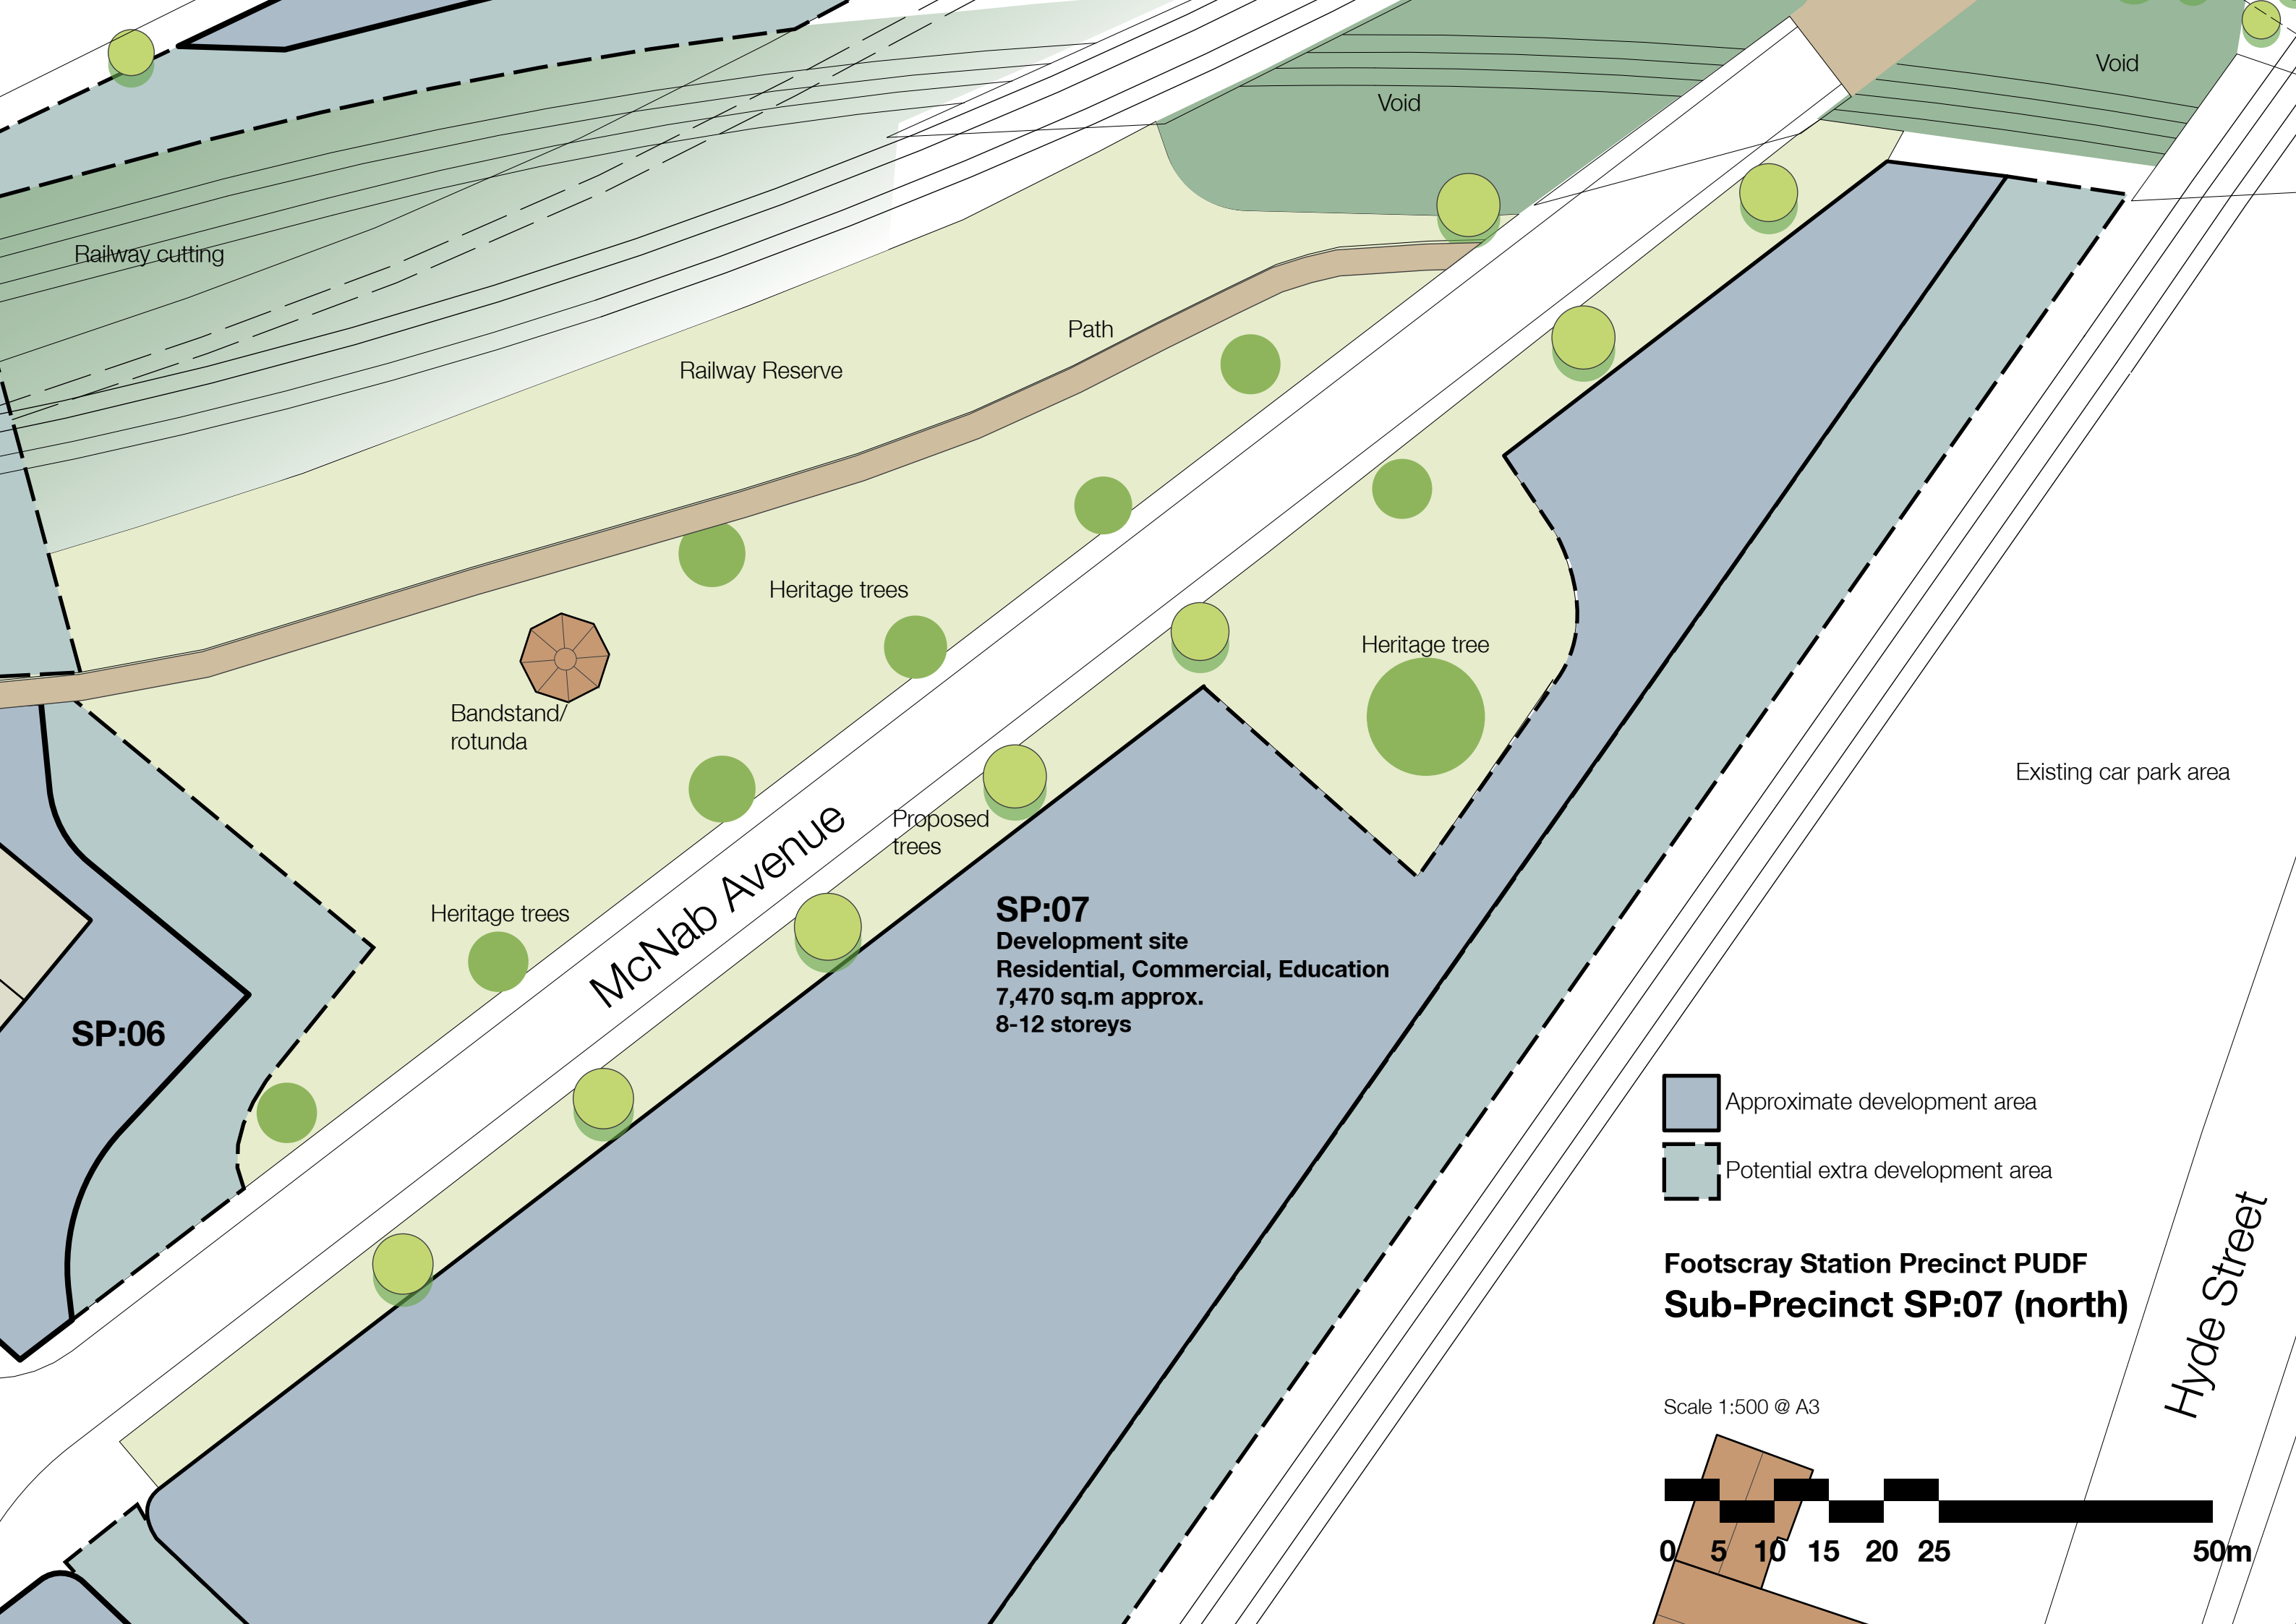 Void
Void
Railway cutting
Path
Railway Reserve
Heritage trees
Heritage tree
Bandstand/
rotunda
Existing car park area
McNab Avenue
Proposed
trees
Heritage trees
SP:07
Development site
Residential, Commercial, Education
7,470 sq.m approx.
8-12 storeys
SP:06
Approximate development area
Potential extra development area
Footscray Station Precinct PUDF
Sub-Precinct SP:07 (north)
Hyde Street
Scale 1:500 @ A3
0 5 10 15 20 25 50m